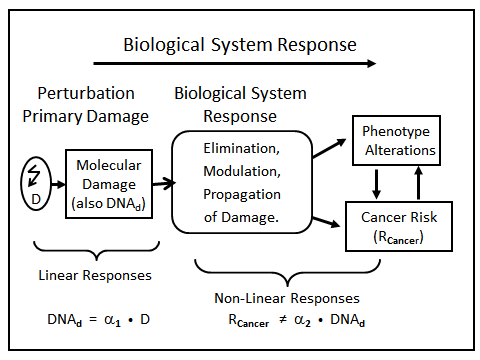 Biological System Response
Perturbation
Primary Damage
Biological System
Response
D
Molecular
Damage
(also DNAd)
Elimination,
Modulation,
Propagation
of Damage.
Phenotype
Alterations
Cancer Risk
(RCancer)
Linear Responses
Non-Linear Responses
DNAd = α1 • D
RCancer ≠ α2 • DNAd